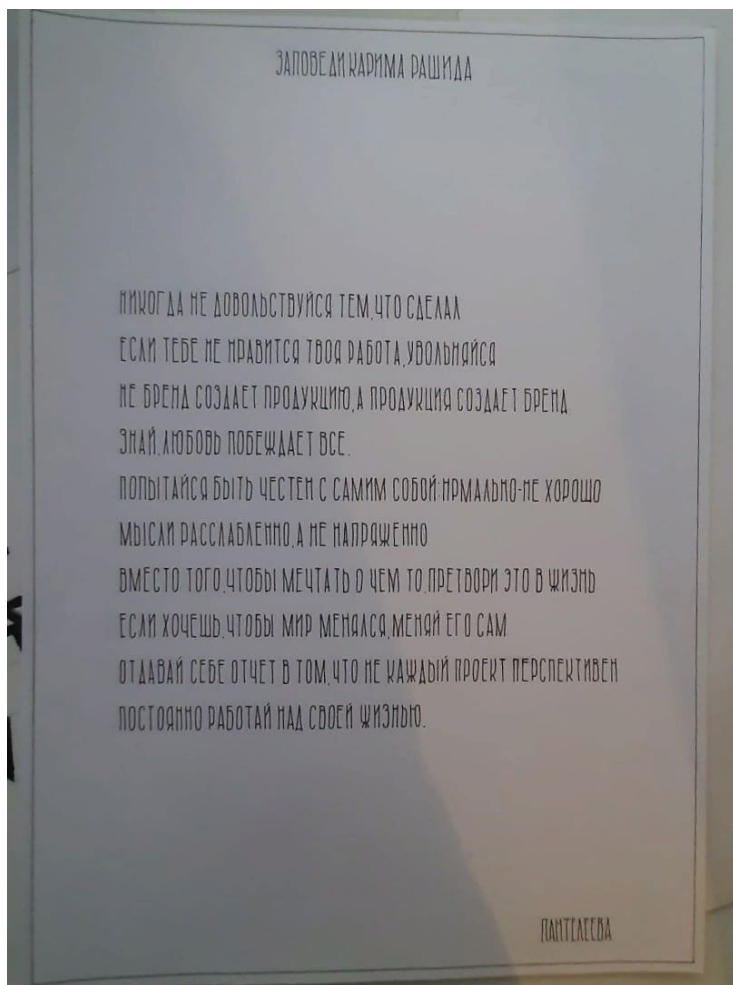 ЗАПОВЕДИ КАРИМА РАШИДА
НИКОГДА НЕ ДОВОЛЬСТВУЙСЯ ТЕМ,ЧТО СДЕЛАЛ
ЕСЛИ ТЕБЕ НЕ НРАВИТСЯ ТВОЯ РАБОТА,УВОЛЬНЯЙСЯ
НЕ БРЕНД СОЗДАЕТ ПРОДУКЦИЮ,А ПРОДУКЦИЯ СОЗДАЕТ БРЕНД.
ЗНАЙ,ЛЮБОВЬ ПОБЕЖДАЕТ ВСЕ.
ПОПЫТАЙСЯ БЫТЬ ЧЕСТЕН С САМИМ СОБОЙ:НРМАЛЬНО-НЕ ХОРОШО
МЫСЛИ РАССЛАБЛЕННО,А НЕ НАПРЯЖЕННО
ВМЕСТО ТОГО,ЧТОБЫ МЕЧТАТЬ О ЧЕМ ТО,ПРЕТВОРИ ЭТО В ЖИЗНЬ
ЕСЛИ ХОЧЕШЬ,ЧТОБЫ МИР МЕНЯЛСЯ,МЕНЯЙ ЕГО САМ
ОТДАВАЙ СЕБЕ ОТЧЕТ В ТОМ,ЧТО НЕ КАЖДЫЙ ПРОЕКТ ПЕРСПЕКТИВЕН
ПОСТОЯННО РАБОТАЙ НАД СВОЕЙ ЖИЗНЬЮ.
ПАНТЕЛЕЕВА